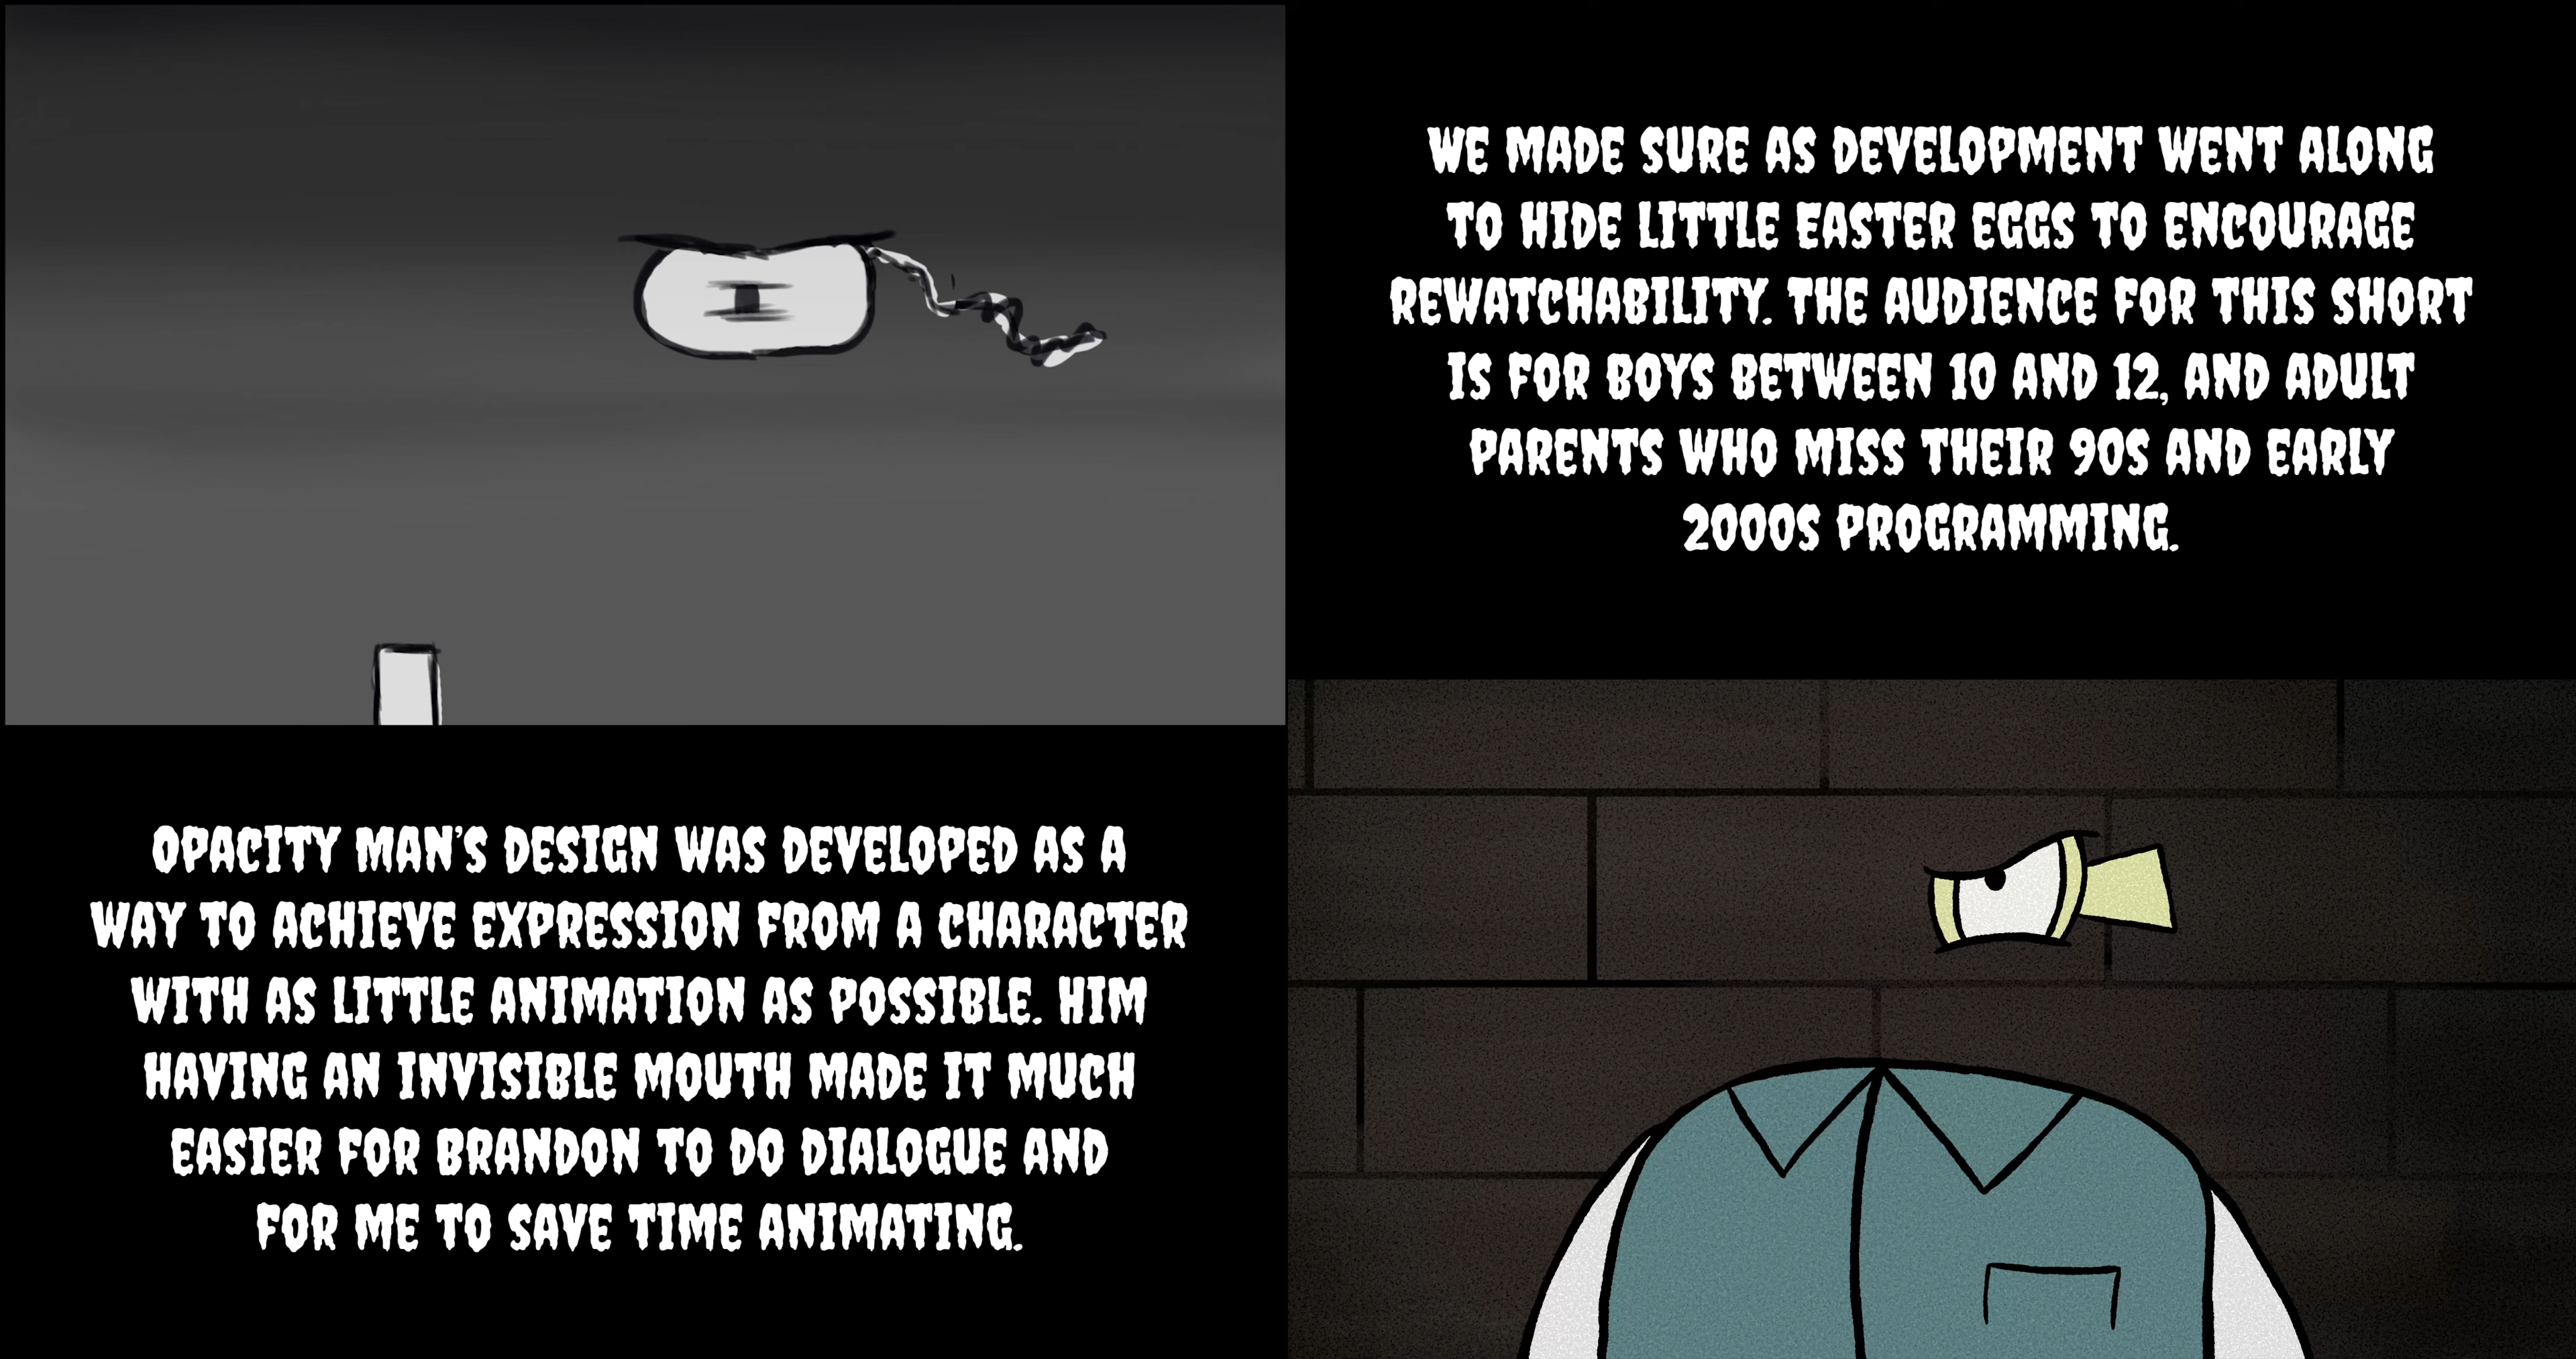 WE MADE SURE AS DEVELOPMENT WENT ALONG
TO HIDE LITTLE EASTER EGGS TO ENCOURAGE
REWATCHABILITY. THE AUDIENCE FOR THIS SHORT
IS FOR BOYS BETWEEN 10 AND 12, AND ADULT
PARENTS WHO MISS THEIR 90S AND EARLY
2000S PROGRAMMING.
OPACITY MAN'S DESIGN WAS DEVELOPED AS A
WAY TO ACHIEVE EXPRESSION FROM A CHARACTER
WITH AS LITTLE ANIMATION AS POSSIBLE. HIM
HAVING AN INVISIBLE MOUTH MADE IT MUCH
EASIER FOR BRANDON TO DO DIALOGUE AND
FOR ME TO SAVE TIME ANIMATING.